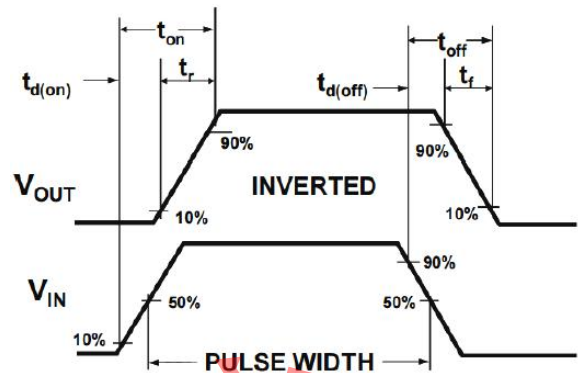 t_on
t_off
t_d(on)
t_r
t_d(off)
t_f
90%
90%
V_OUT
INVERTED
10%
10%
90%
V_IN
50%
50%
10%
PULSE WIDTH